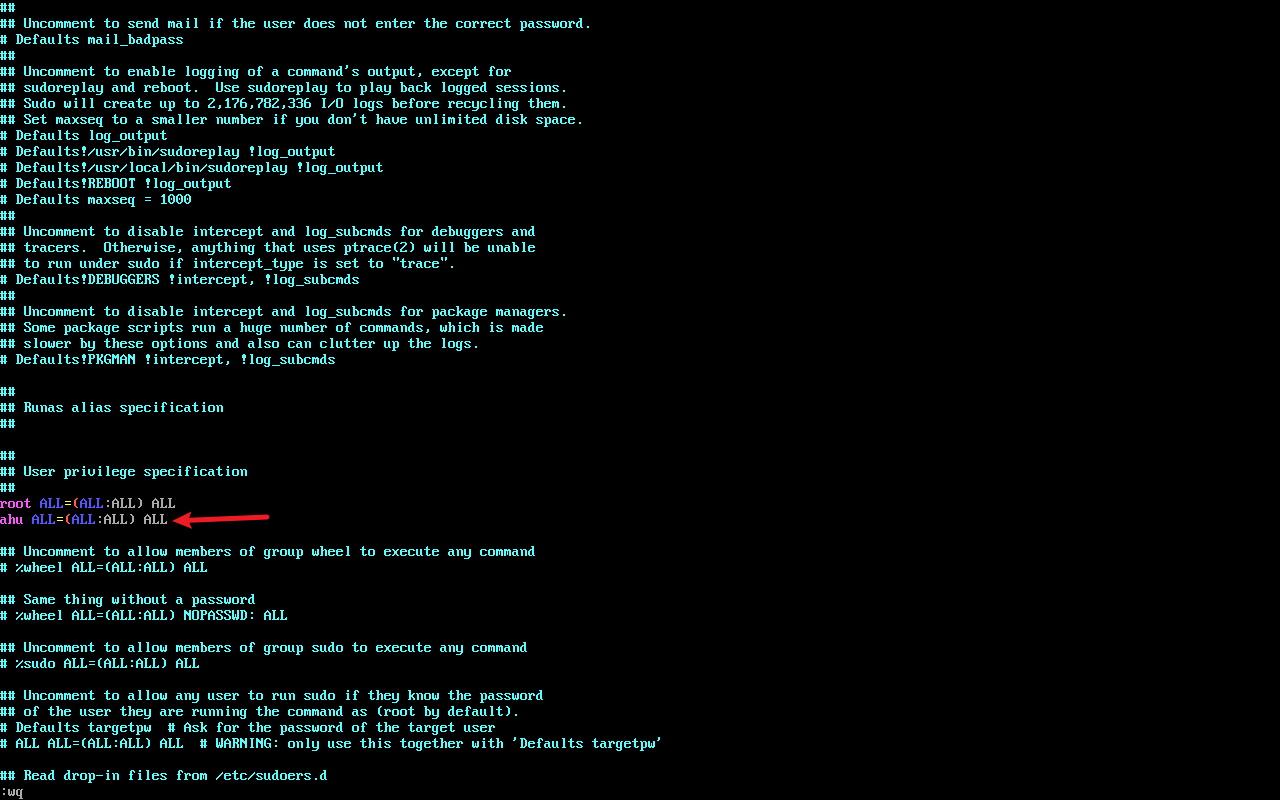 ##
## Uncomment to send mail if the user does not enter the correct password.
# Defaults mail_badpass
##
## Uncomment to enable logging of a command's output, except for
## sudoreplay and reboot.  Use sudoreplay to play back logged sessions.
## Sudo will create up to 2,176,782,336 I/O logs before recycling them.
## Set maxseq to a smaller number if you don't have unlimited disk space.
# Defaults log_output
# Defaults!/usr/bin/sudoreplay !log_output
# Defaults!/usr/local/bin/sudoreplay !log_output
# Defaults!REBOOT !log_output
# Defaults maxseq = 1000
##
## Uncomment to disable intercept and log_subcmds for debuggers and
## tracers.  Otherwise, anything that uses ptrace(2) will be unable
## to run under sudo if intercept_type is set to "trace".
# Defaults!DEBUGGERS !intercept, !log_subcmds
##
## Uncomment to disable intercept and log_subcmds for package managers.
## Some package scripts run a huge number of commands, which is made
## slower by these options and also can clutter up the logs.
# Defaults!PKGMAN !intercept, !log_subcmds

##
## Runas alias specification
##

##
## User privilege specification
##
root ALL=(ALL:ALL) ALL
ahu ALL=(ALL:ALL) ALL

## Uncomment to allow members of group wheel to execute any command
# %wheel ALL=(ALL:ALL) ALL

## Same thing without a password
# %wheel ALL=(ALL:ALL) NOPASSWD: ALL

## Uncomment to allow members of group sudo to execute any command
# %sudo ALL=(ALL:ALL) ALL

## Uncomment to allow any user to run sudo if they know the password
## of the user they are running the command as (root by default).
# Defaults targetpw  # Ask for the password of the target user
# ALL ALL=(ALL:ALL) ALL  # WARNING: only use this together with 'Defaults targetpw'

## Read drop-in files from /etc/sudoers.d
:wq